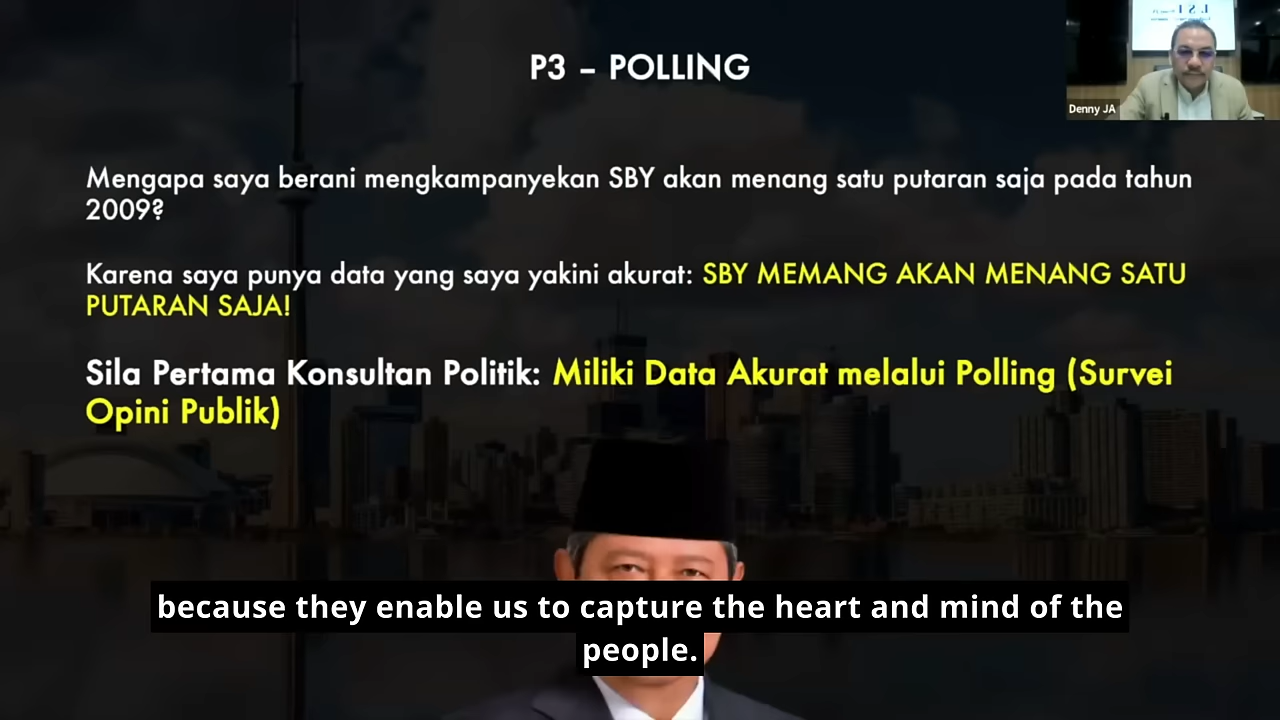 P3 – POLLING
Denny JA
Mengapa saya berani mengkampanyekan SBY akan menang satu putaran saja pada tahun
2009?
Karena saya punya data yang saya yakini akurat: SBY MEMANG AKAN MENANG SATU
PUTARAN SAJA!
Sila Pertama Konsultan Politik: Miliki Data Akurat melalui Polling (Survei
Opini Publik)
because they enable us to capture the heart and mind of the
people.